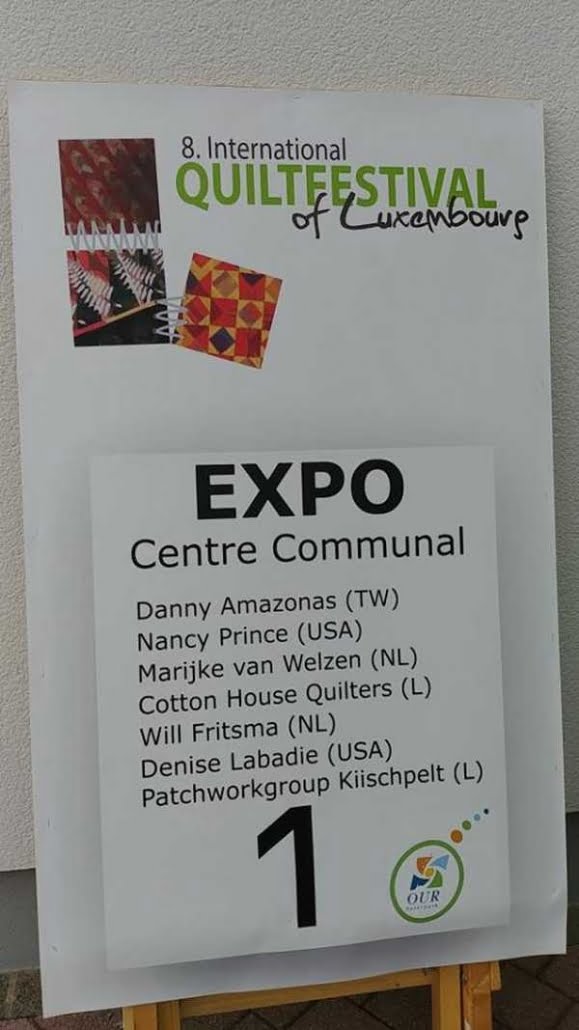 8. International
QUILTFESTIVAL
of Luxembourg
EXPO
Centre Communal
Danny Amazonas (TW)
Nancy Prince (USA)
Marijke van Welzen (NL)
Cotton House Quilters (L)
Will Fritsma (NL)
Denise Labadie (USA)
Patchworkgroup Kiischpelt (L)
1
OUR